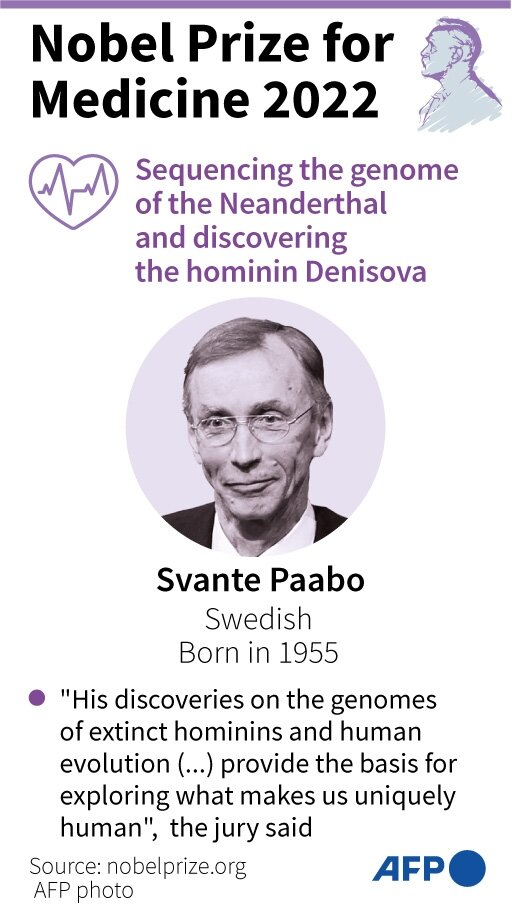 Nobel Prize for
Medicine 2022
Sequencing the genome
of the Neanderthal
and discovering
the hominin Denisova
Svante Paabo
Swedish
Born in 1955
"His discoveries on the genomes
of extinct hominins and human
evolution (...) provide the basis for
exploring what makes us uniquely
human", the jury said
Source: nobelprize.org
AFP photo
AFP